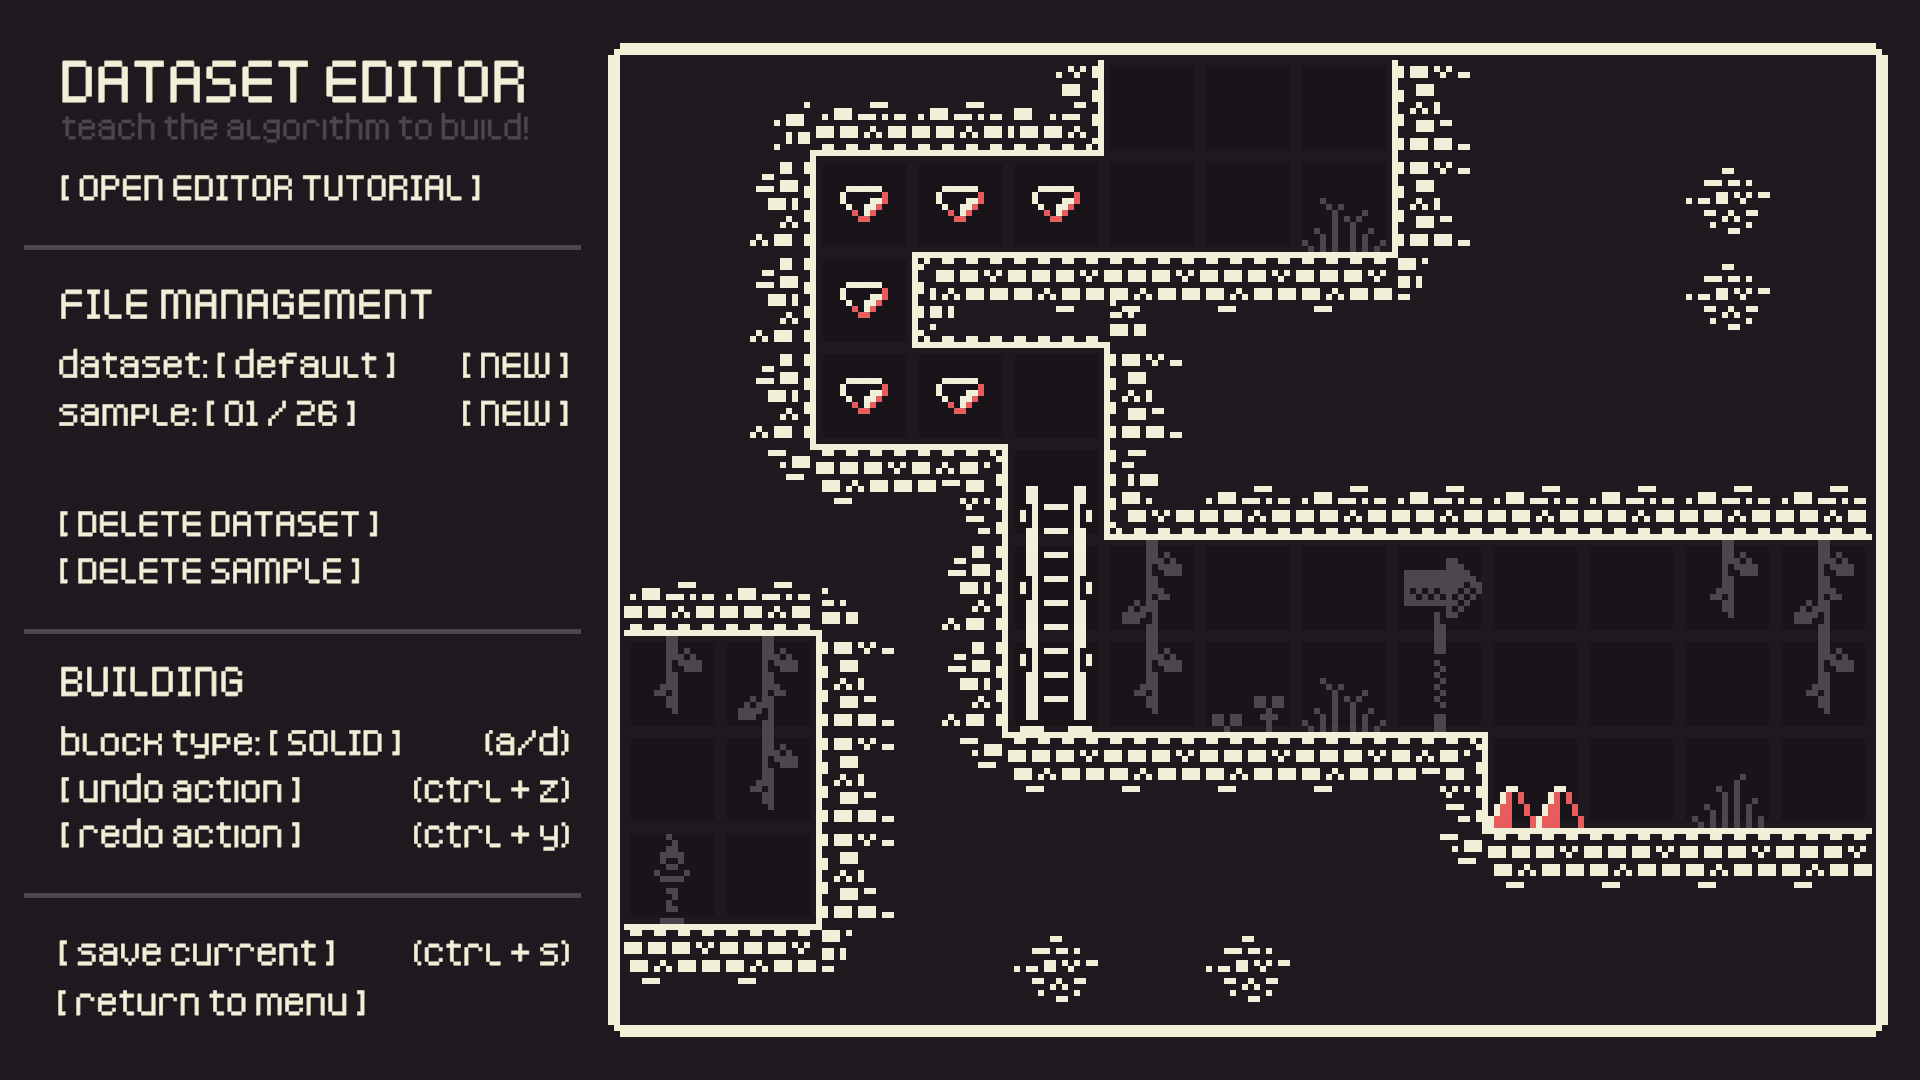 DATASET EDITOR
teach the algorithm to build!
[ OPEN EDITOR TUTORIAL ]
FILE MANAGEMENT
dataset: [ default ] [ NEW ]
sample: [ 01 / 26 ] [ NEW ]
[ DELETE DATASET ]
[ DELETE SAMPLE ]
BUILDING
block type: [ SOLID ] (a/d)
[ undo action ] (ctrl + z)
[ redo action ] (ctrl + y)
[ save current ] (ctrl + s)
[ return to menu ]